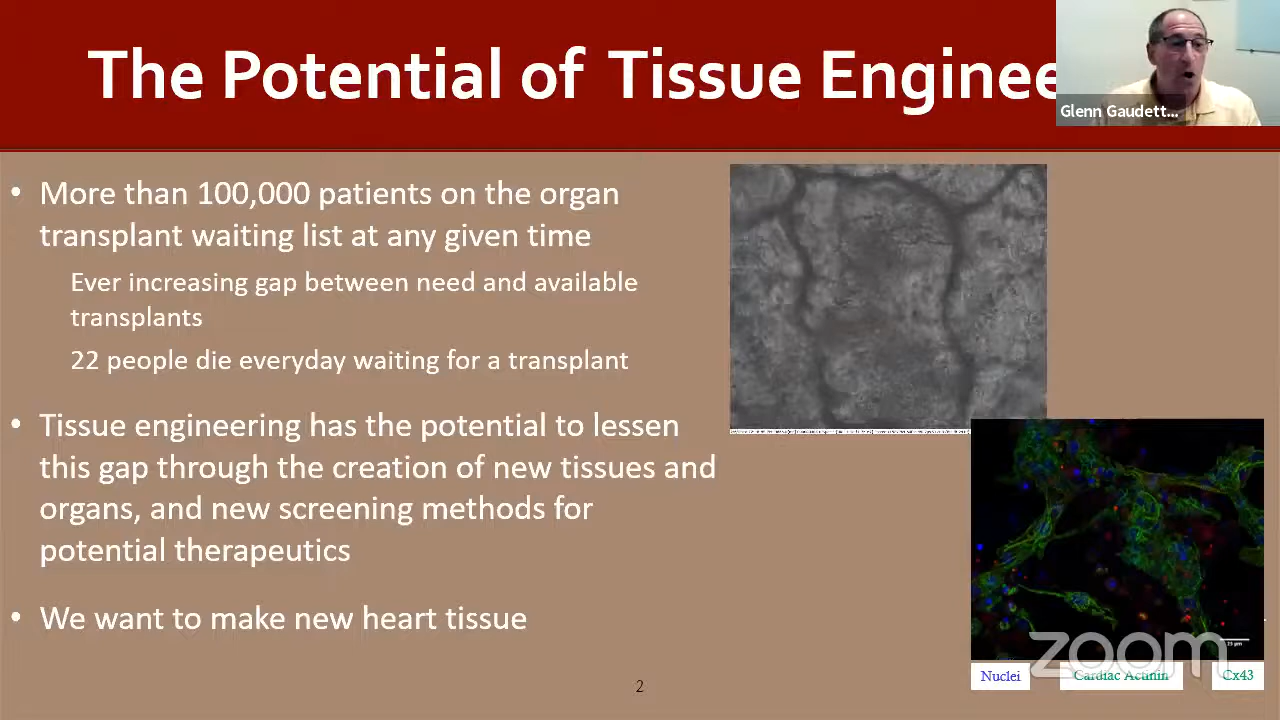 The Potential of Tissue Enginee
Glenn Gaudett...
• More than 100,000 patients on the organ
transplant waiting list at any given time
Ever increasing gap between need and available
transplants
22 people die everyday waiting for a transplant
• Tissue engineering has the potential to lessen
this gap through the creation of new tissues and
organs, and new screening methods for
potential therapeutics
• We want to make new heart tissue
25 μm
zoom
Nuclei
Cardiac Actinin
Cx43
2